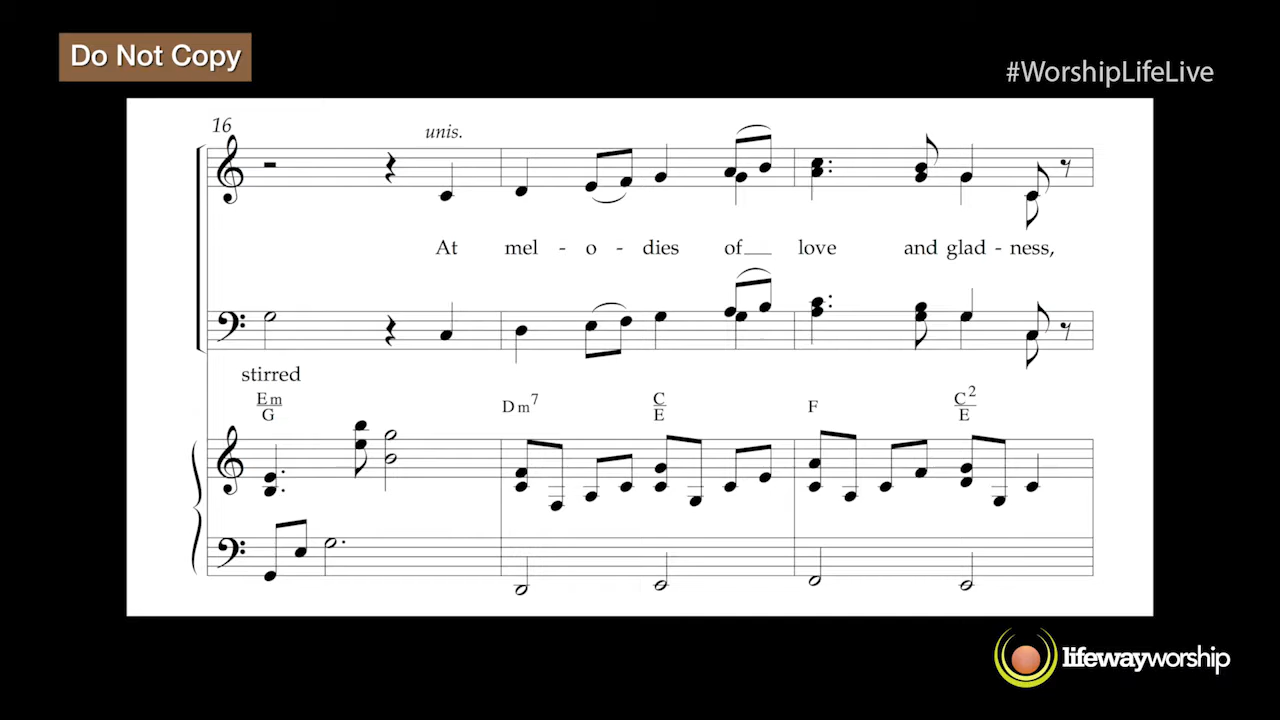 Do Not Copy
#WorshipLifeLive
16
unis.
At mel - o - dies of love and glad - ness,
stirred
Em/G Dm7 C/E F C2/E
lifewayworship